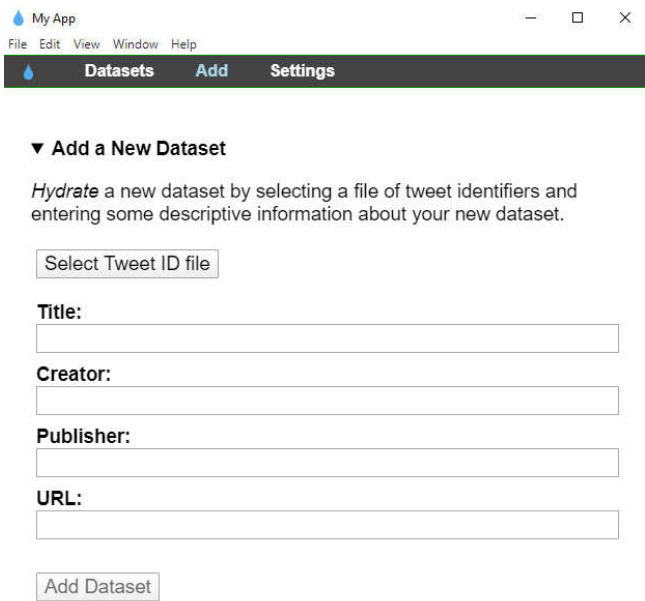 My App
File Edit View Window Help
Datasets Add Settings
▼ Add a New Dataset
Hydrate a new dataset by selecting a file of tweet identifiers and
entering some descriptive information about your new dataset.
Select Tweet ID file
Title:
Creator:
Publisher:
URL:
Add Dataset